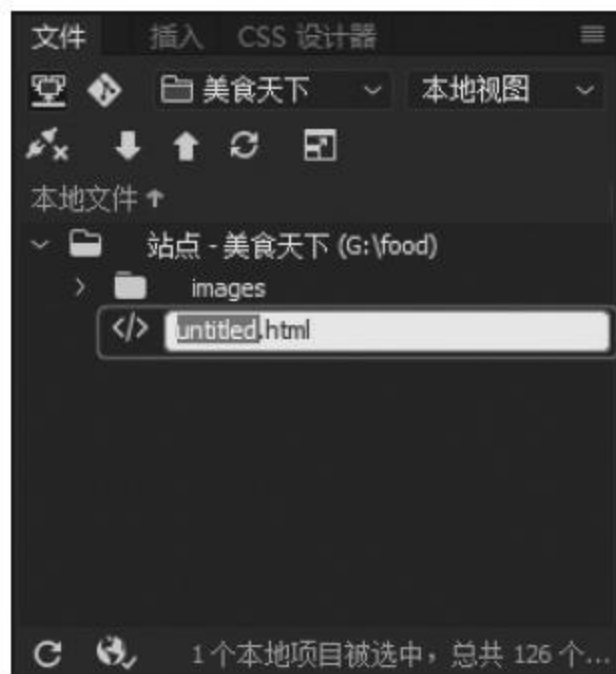 文件 插入 CSS 设计器
美食天下 本地视图
本地文件
站点 - 美食天下 (G:\food)
images
untitled.html
1 个本地项目被选中，总共 126 个...